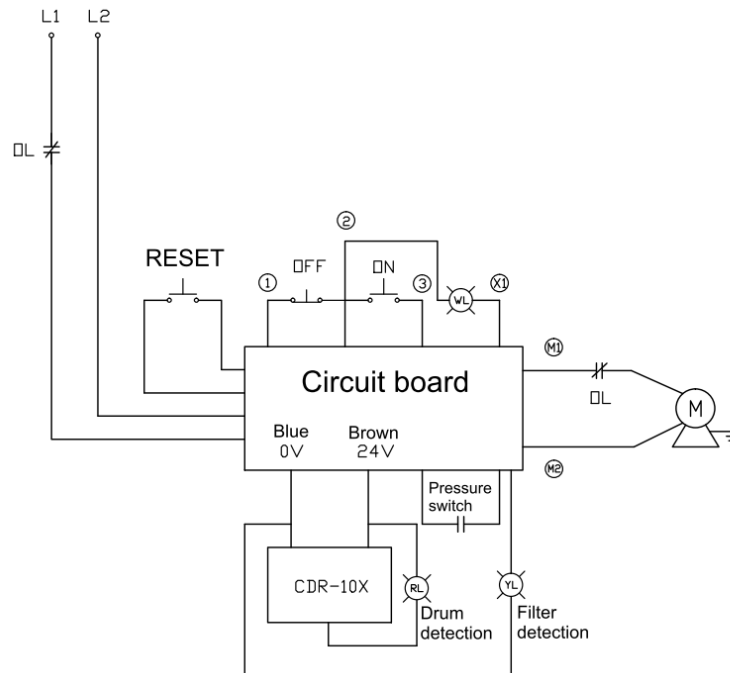 L1
L2
OL
②
RESET
①
OFF
ON
③
WL
X1
M1
Circuit board
OL
M
Blue
0V
Brown
24V
M2
Pressure
switch
CDR-10X
RL
YL
Drum
detection
Filter
detection